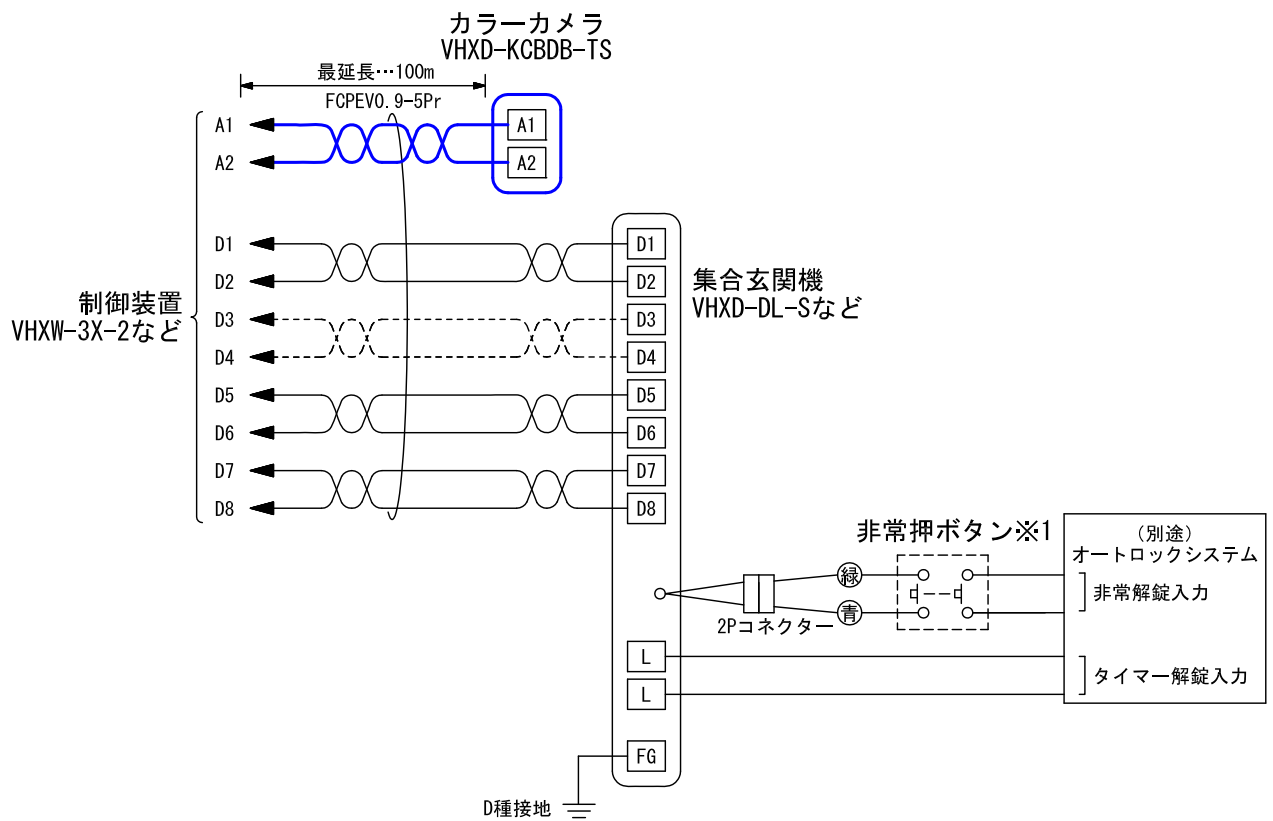 カラーカメラ
VHXD-KCBDB-TS
最延長…100m
FCPEV0.9-5Pr
A1
A1
A2
A2
D1
D1
D2
D2
集合玄関機
VHXD-DL-Sなど
制御装置
VHXW-3X-2など
D3
D3
D4
D4
D5
D5
D6
D6
D7
D7
D8
D8
非常押ボタン※1
(別途)
オートロックシステム
緑
非常解錠入力
青
2Pコネクター
L
タイマー解錠入力
L
FG
D種接地